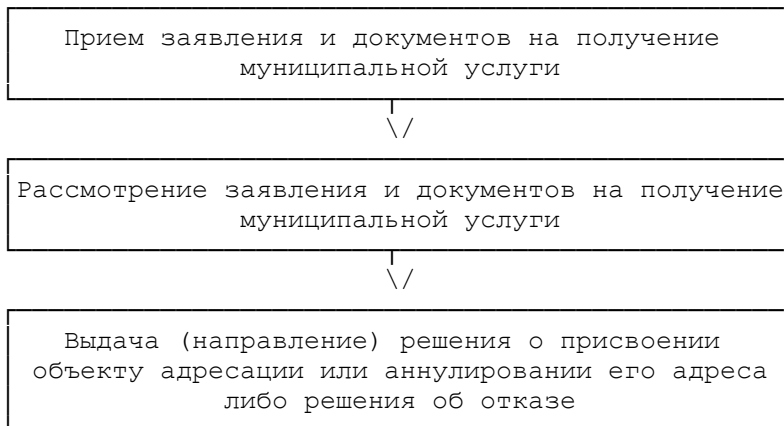 Прием заявления и документов на получение
муниципальной услуги
\/
Рассмотрение заявления и документов на получение
муниципальной услуги
\/
Выдача (направление) решения о присвоении
объекту адресации или аннулировании его адреса
либо решения об отказе